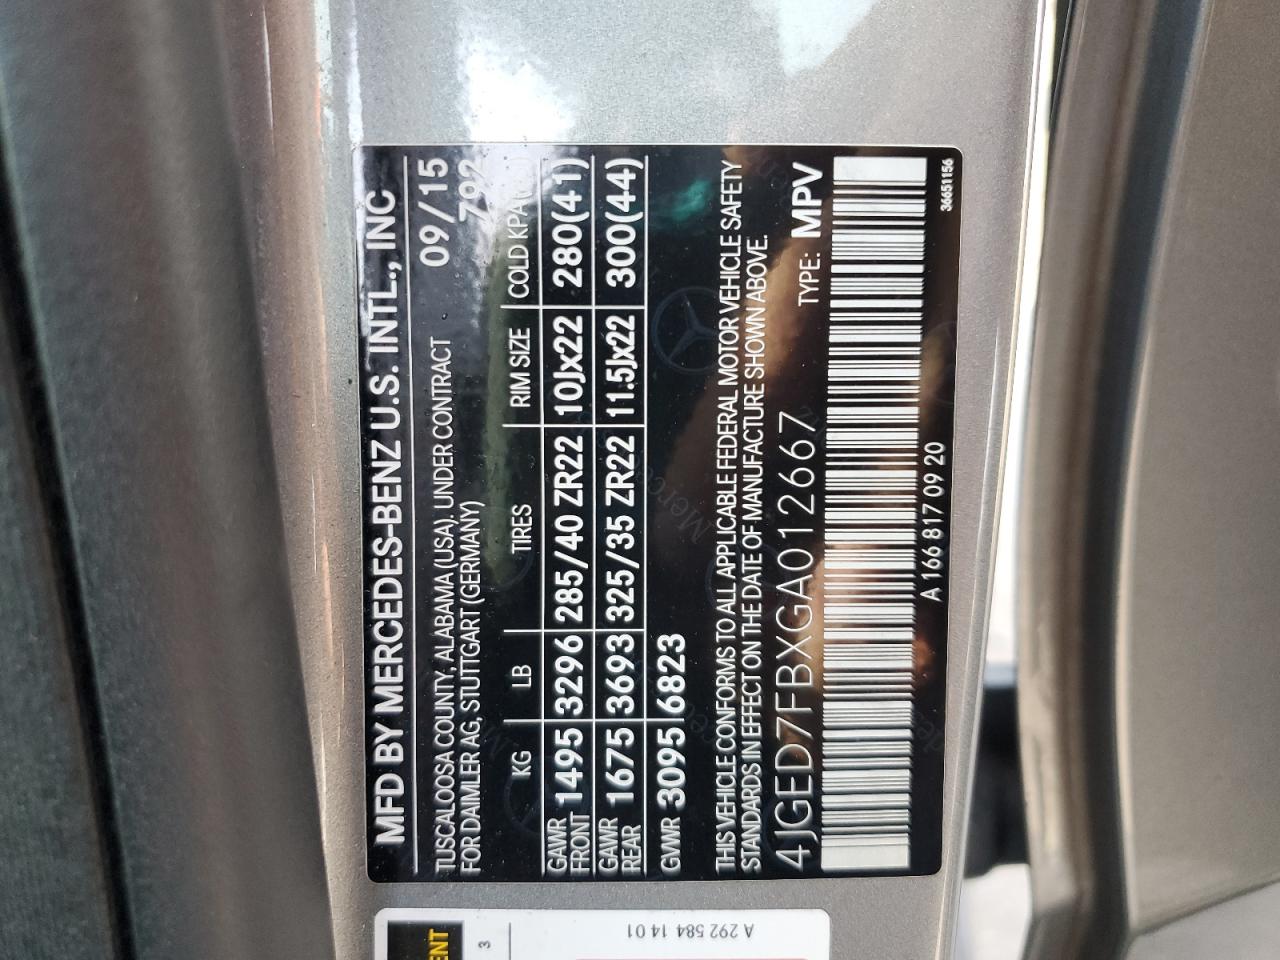 MFD BY MERCEDES-BENZ U.S. INTL., INC
TUSCALOOSA COUNTY, ALABAMA (USA). UNDER CONTRACT 09/15
FOR DAIMLER AG, STUTTGART (GERMANY) Z92
KG LB TIRES RIM SIZE COLD KPA
GAWR FRONT 1495 3296 285/40 ZR22 10Jx22 280(41)
GAWR REAR 1675 3693 325/35 ZR22 11.5Jx22 300(44)
GVWR 3095 6823
THIS VEHICLE CONFORMS TO ALL APPLICABLE FEDERAL MOTOR VEHICLE SAFETY
STANDARDS IN EFFECT ON THE DATE OF MANUFACTURE SHOWN ABOVE.
4JGED7FBXGA012667 TYPE: MPV
A 166 817 09 20
36651156
ENT
3
A 292 584 14 01